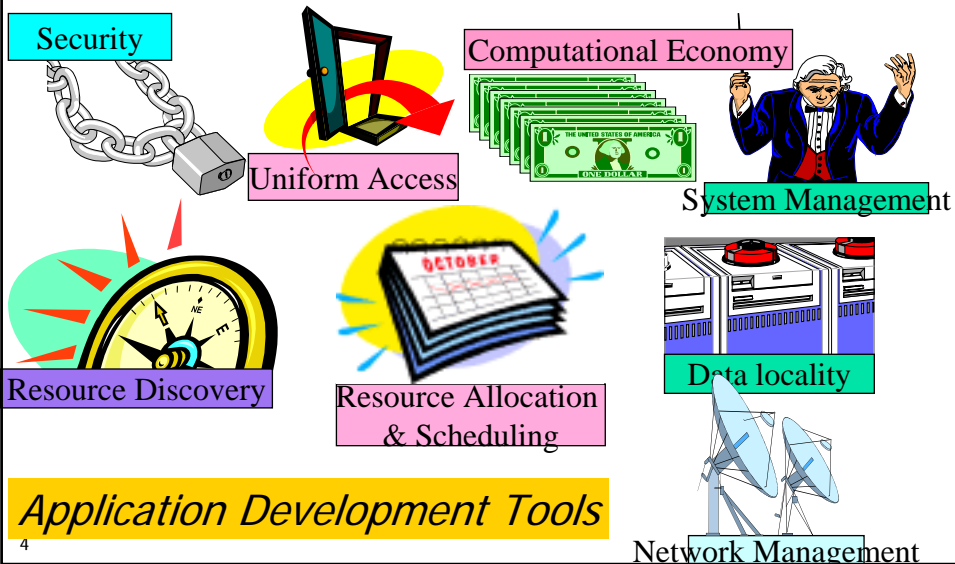 Security
Computational Economy
THE UNITED STATES OF AMERICA
ONE DOLLAR
Uniform Access
System Management
OCTOBER
NE
E
Resource Discovery
Resource Allocation
& Scheduling
Data locality
Application Development Tools
4
Network Management